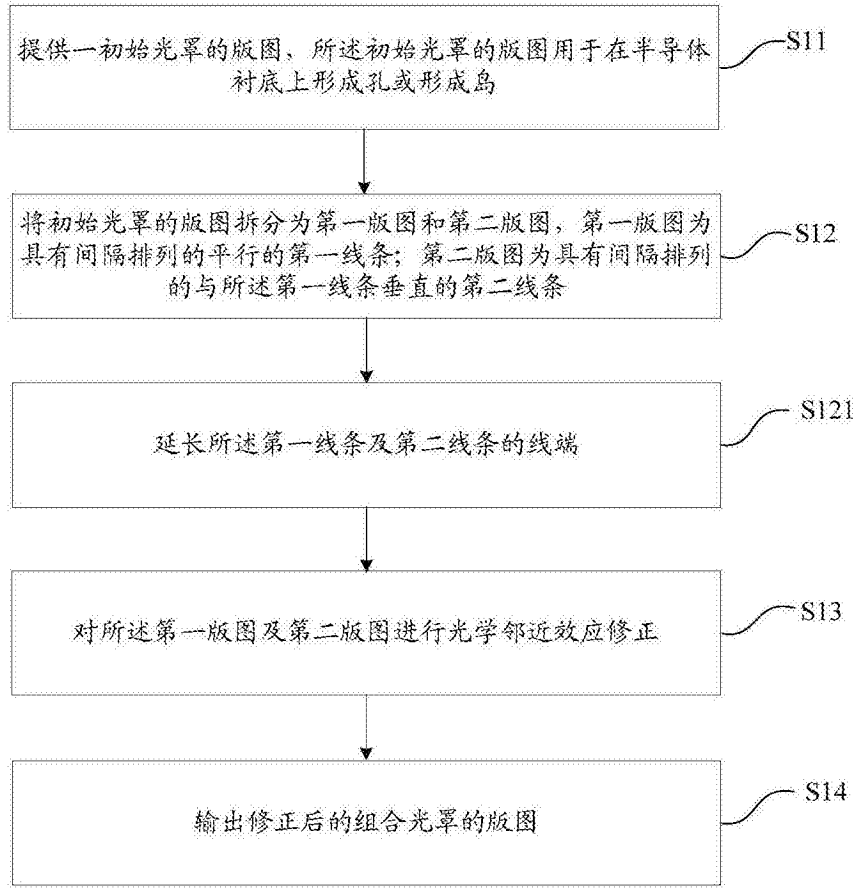 提供一初始光罩的版图、所述初始光罩的版图用于在半导体
衬底上形成孔或形成岛
S11
将初始光罩的版图拆分为第一版图和第二版图，第一版图为
具有间隔排列的平行的第一线条；第二版图为具有间隔排列
的与所述第一线条垂直的第二线条
S12
延长所述第一线条及第二线条的线端
S121
对所述第一版图及第二版图进行光学邻近效应修正
S13
输出修正后的组合光罩的版图
S14